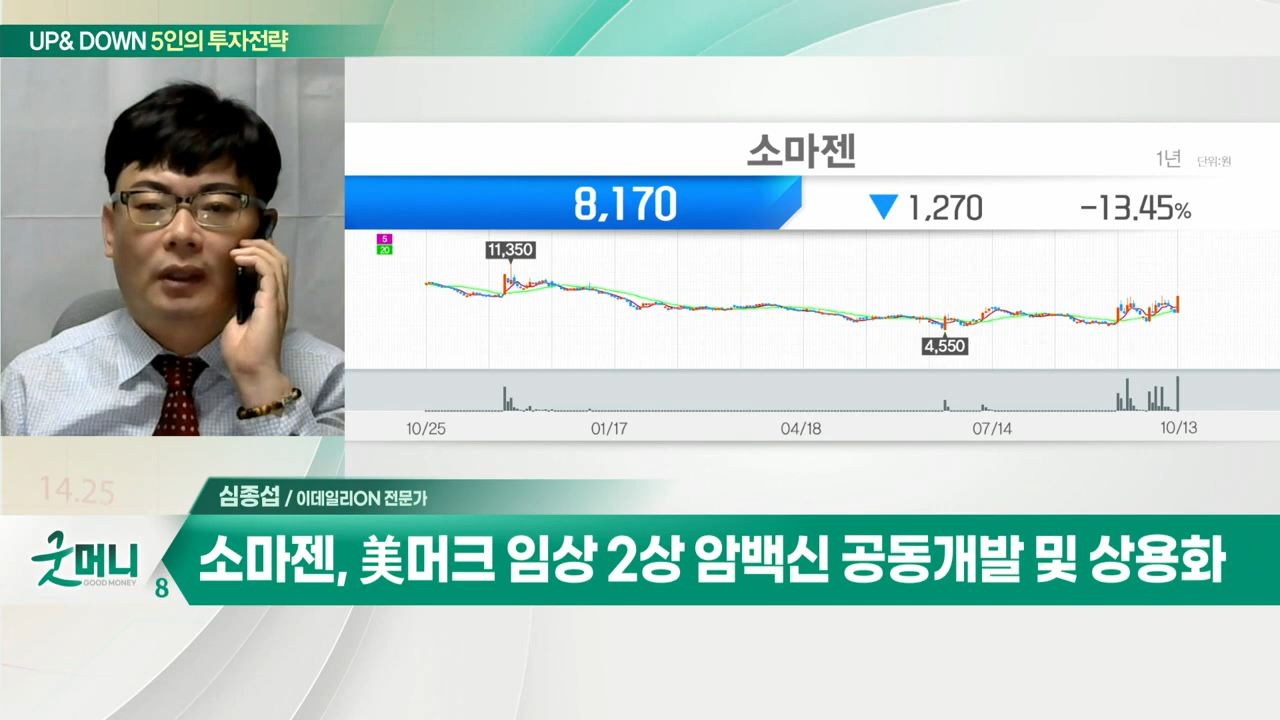 UP& DOWN 5인의 투자전략
소마젠
1년 단위:원
8,170 ▼ 1,270 -13.45%
5
20
11,350
4,550
10/25 01/17 04/18 07/14 10/13
14.25
심종섭 / 이데일리ON 전문가
굿머니
GOOD MONEY
8
소마젠, 美머크 임상 2상 암백신 공동개발 및 상용화